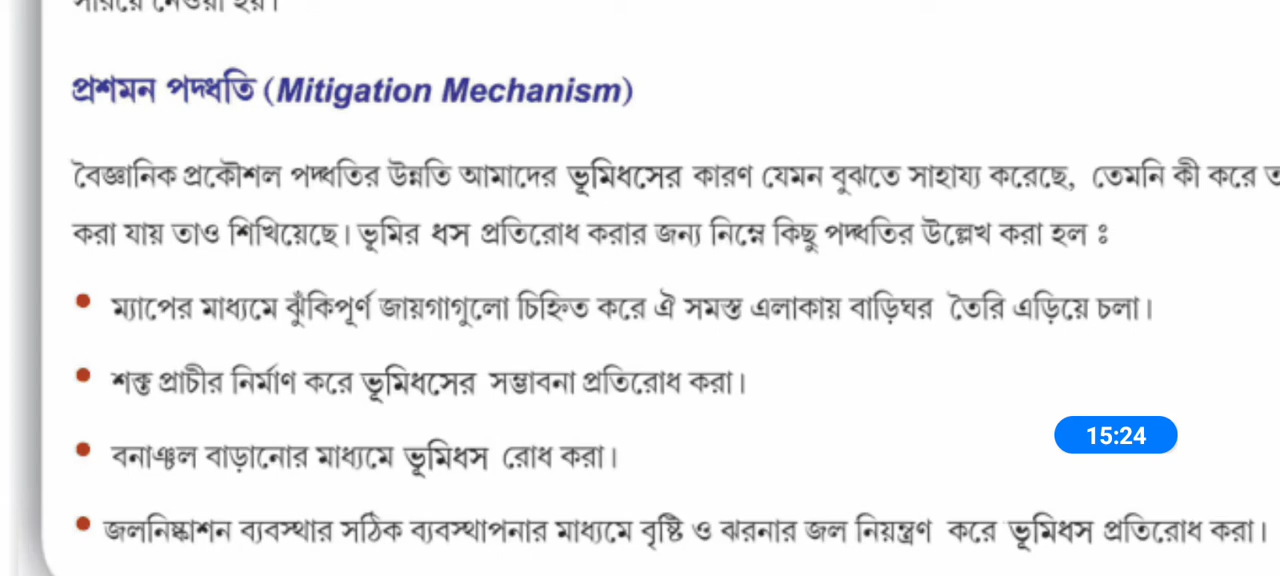 প্রশমন পদ্ধতি (Mitigation Mechanism)
বৈজ্ঞানিক প্রকৌশল পদ্ধতির উন্নতি আমাদের ভূমিধসের কারণ যেমন বুঝতে সাহায্য করেছে, তেমনি কী করে
করা যায় তাও শিখিয়েছে। ভূমির ধস প্রতিরোধ করার জন্য নিম্নে কিছু পদ্ধতির উল্লেখ করা হল ঃ
• ম্যাপের মাধ্যমে ঝুঁকিপূর্ণ জায়গাগুলো চিহ্নিত করে ঐ সমস্ত এলাকায় বাড়িঘর তৈরি এড়িয়ে চলা।
• শক্ত প্রাচীর নির্মাণ করে ভূমিধসের সম্ভাবনা প্রতিরোধ করা।
• বনাঞ্চল বাড়ানোর মাধ্যমে ভূমিধস রোধ করা।
15:24
• জলনিষ্কাশন ব্যবস্থার সঠিক ব্যবস্থাপনার মাধ্যমে বৃষ্টি ও ঝরনার জল নিয়ন্ত্রণ করে ভূমিধস প্রতিরোধ করা।